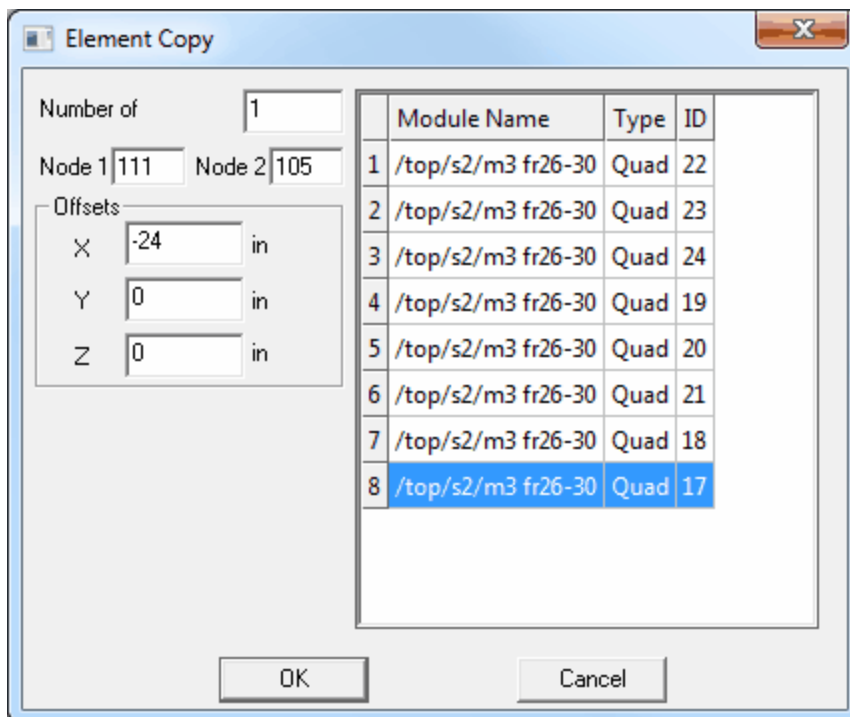 Element Copy
Number of 1
Node 1 111 Node 2 105
Offsets
X -24 in
Y 0 in
Z 0 in
Module Name Type ID
1 /top/s2/m3 fr26-30 Quad 22
2 /top/s2/m3 fr26-30 Quad 23
3 /top/s2/m3 fr26-30 Quad 24
4 /top/s2/m3 fr26-30 Quad 19
5 /top/s2/m3 fr26-30 Quad 20
6 /top/s2/m3 fr26-30 Quad 21
7 /top/s2/m3 fr26-30 Quad 18
8 /top/s2/m3 fr26-30 Quad 17
OK Cancel